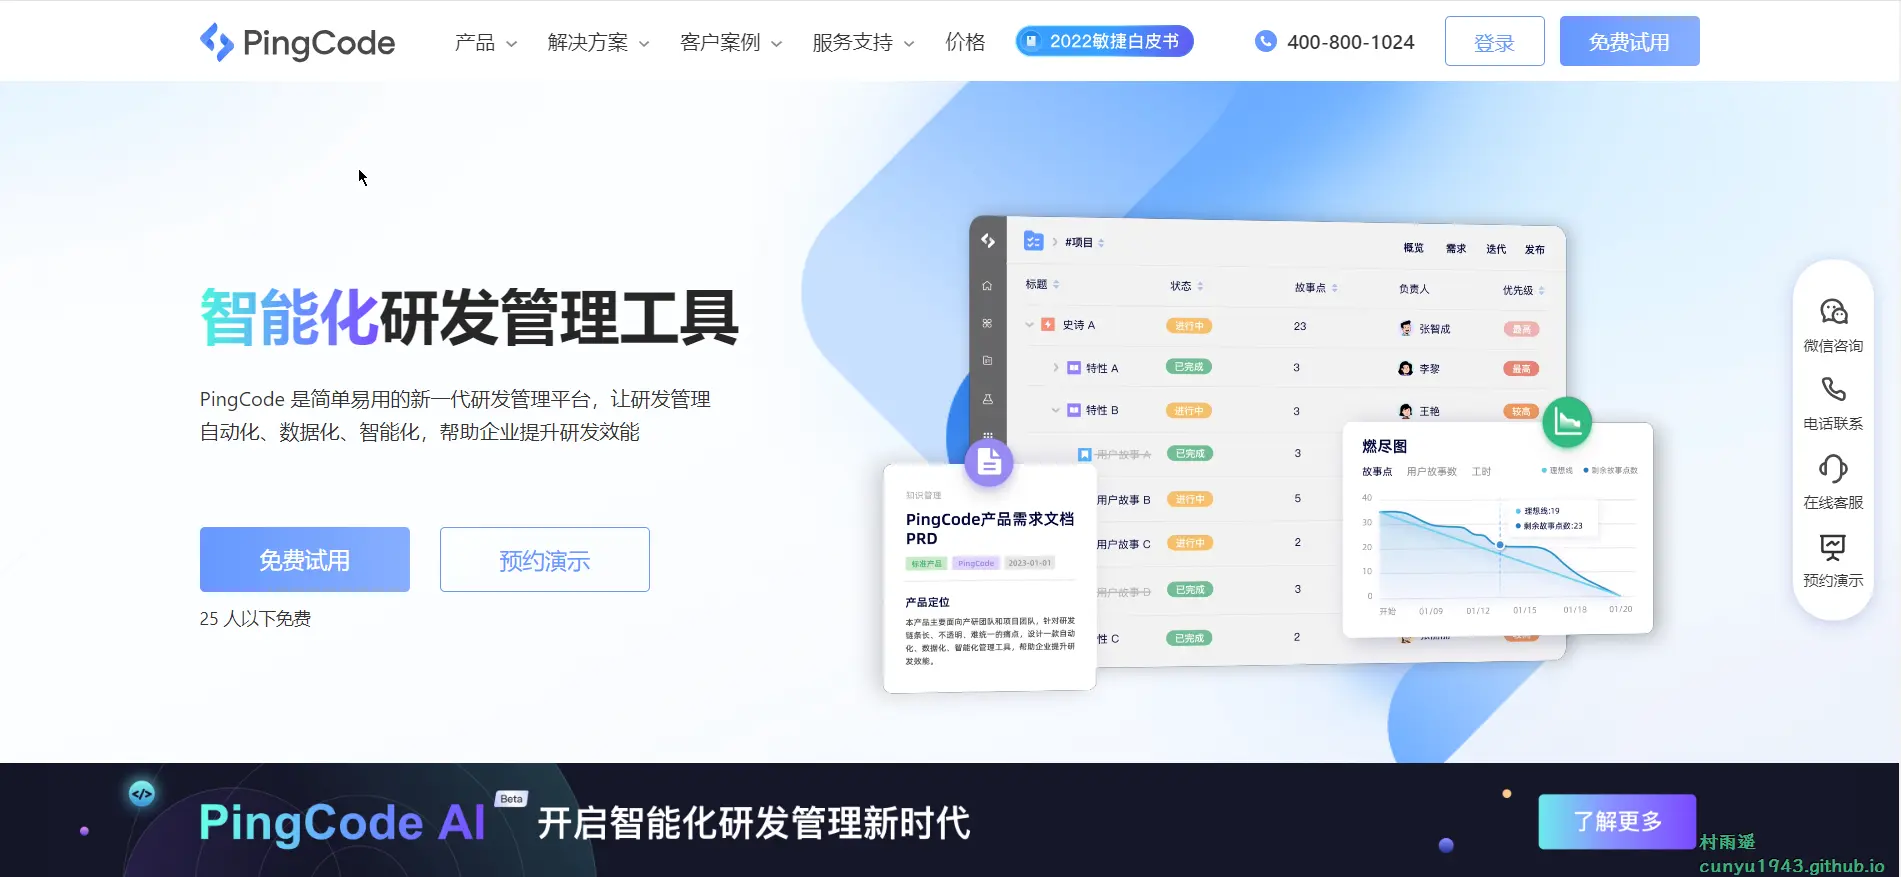 PingCode
产品
解决方案
客户案例
服务支持
价格
2022敏捷白皮书
400-800-1024
登录
免费试用
智能化研发管理工具
PingCode 是简单易用的新一代研发管理平台，让研发管理
自动化、数据化、智能化，帮助企业提升研发效能
免费试用
预约演示
25 人以下免费
#项目
概览
需求
迭代
发布
标题
状态
故事点
负责人
优先级
史诗 A
进行中
23
张智成
最高
特性 A
已完成
3
李黎
最高
特性 B
进行中
3
王艳
较高
用户故事 A
已完成
3
用户故事 B
进行中
5
用户故事 C
进行中
2
用户故事 D
已完成
3
性 C
已完成
2
知识管理
PingCode产品需求文档
PRD
标准产品
PingCode
2023-01-01
产品定位
本产品主要面向产研团队和项目团队，针对研发
链条长、不透明、难统一的痛点，设计一款自动
化、数据化、智能化管理工具，帮助企业提升研
发效能。
燃尽图
故事点
用户故事数
工时
理想线
剩余故事点数
40
30
20
10
0
理想线:19
剩余故事点数:23
开始
01/09
01/12
01/15
01/18
01/20
微信咨询
电话联系
在线客服
预约演示
PingCode AI
Beta
开启智能化研发管理新时代
了解更多
村雨遥
cunyu1943.github.io